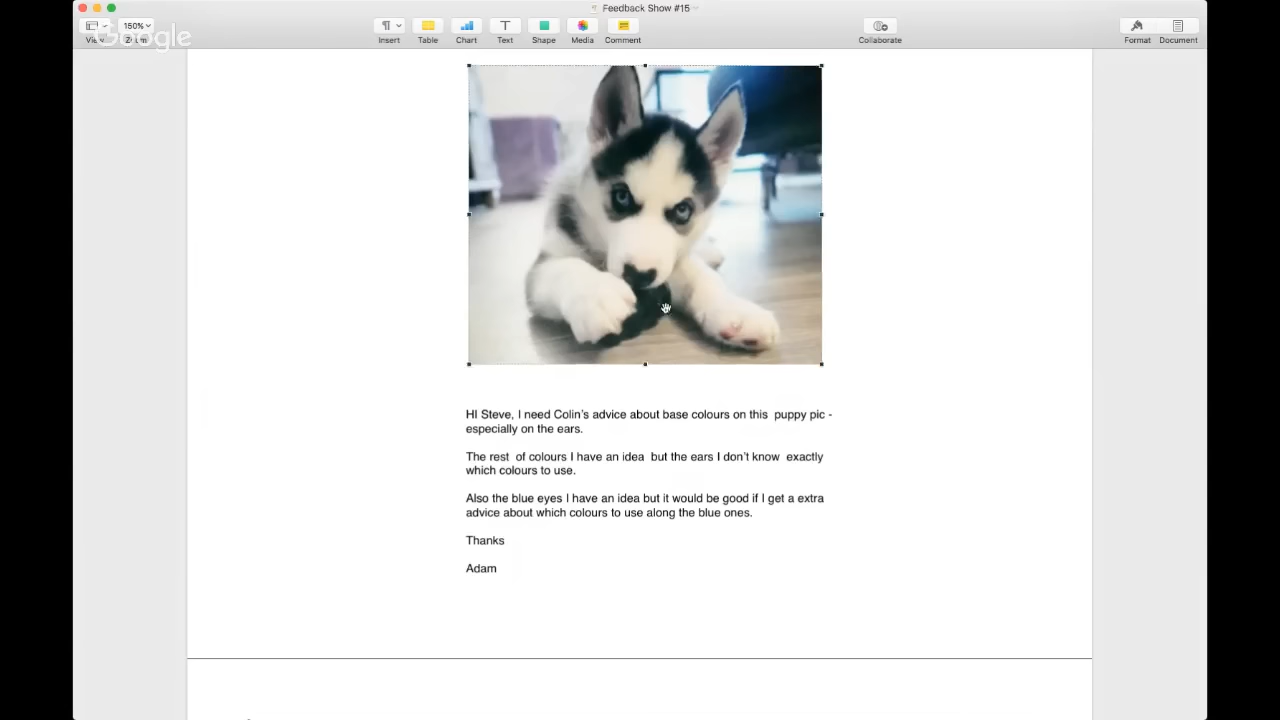 Feedback Show #15
150%
View
Zoom
Google
Insert
Table
Chart
Text
Shape
Media
Comment
Collaborate
Format
Document
HI Steve, I need Colin's advice about base colours on this puppy pic -
especially on the ears.
The rest of colours I have an idea but the ears I don't know exactly
which colours to use.
Also the blue eyes I have an idea but it would be good if I get a extra
advice about which colours to use along the blue ones.
Thanks
Adam